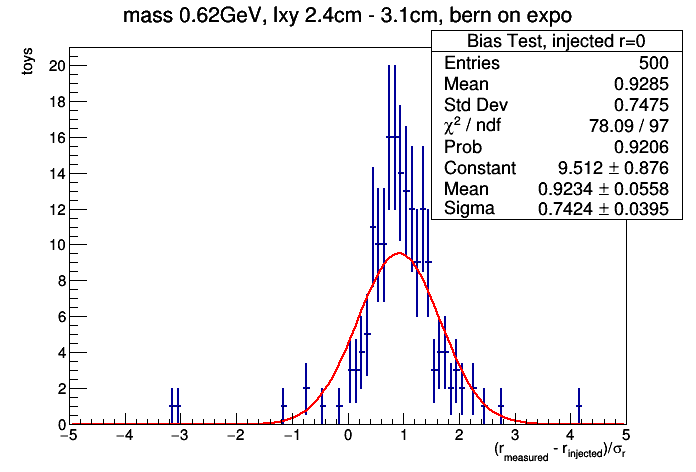 mass 0.62GeV, lxy 2.4cm - 3.1cm, bern on expo
toys
Bias Test, injected r=0
Entries 500
Mean 0.9285
Std Dev 0.7475
χ² / ndf 78.09 / 97
Prob 0.9206
Constant 9.512 ± 0.876
Mean 0.9234 ± 0.0558
Sigma 0.7424 ± 0.0395
20
18
16
14
12
10
8
6
4
2
0
−5 −4 −3 −2 −1 0 1 2 3 4 5
(r_measured - r_injected)/σ_r